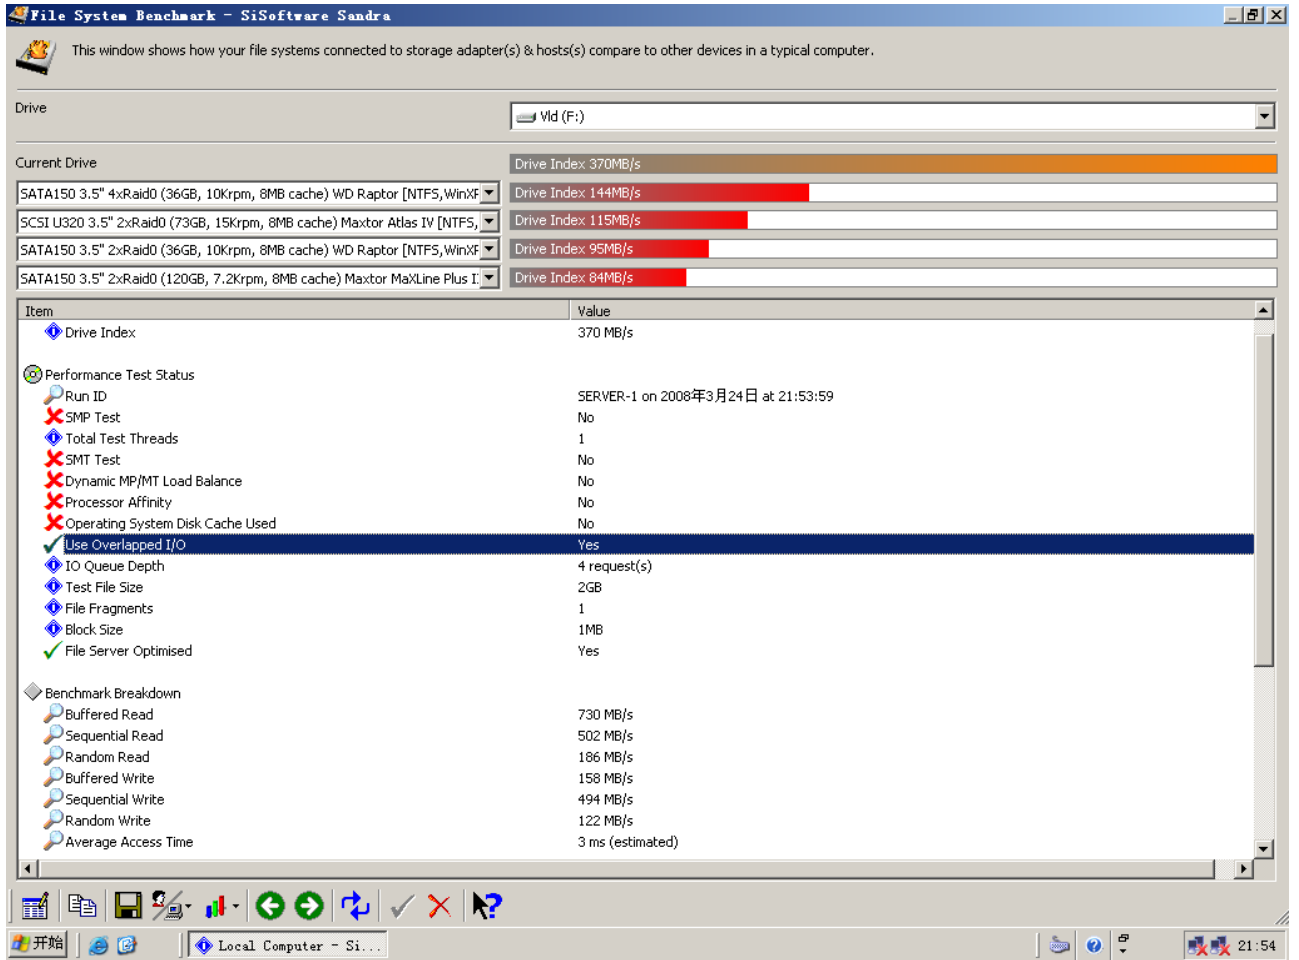 File System Benchmark - SiSoftware Sandra
This window shows how your file systems connected to storage adapter(s) & hosts(s) compare to other devices in a typical computer.
Drive
Vld (F:)
Current Drive
Drive Index 370MB/s
SATA150 3.5" 4xRaid0 (36GB, 10Krpm, 8MB cache) WD Raptor [NTFS,WinXF
Drive Index 144MB/s
SCSI U320 3.5" 2xRaid0 (73GB, 15Krpm, 8MB cache) Maxtor Atlas IV [NTFS,
Drive Index 115MB/s
SATA150 3.5" 2xRaid0 (36GB, 10Krpm, 8MB cache) WD Raptor [NTFS,WinXF
Drive Index 95MB/s
SATA150 3.5" 2xRaid0 (120GB, 7.2Krpm, 8MB cache) Maxtor MaXLine Plus I:
Drive Index 84MB/s
Item Value
Drive Index 370 MB/s
Performance Test Status
Run ID SERVER-1 on 2008年3月24日 at 21:53:59
SMP Test No
Total Test Threads 1
SMT Test No
Dynamic MP/MT Load Balance No
Processor Affinity No
Operating System Disk Cache Used No
Use Overlapped I/O Yes
IO Queue Depth 4 request(s)
Test File Size 2GB
File Fragments 1
Block Size 1MB
File Server Optimised Yes
Benchmark Breakdown
Buffered Read 730 MB/s
Sequential Read 502 MB/s
Random Read 186 MB/s
Buffered Write 158 MB/s
Sequential Write 494 MB/s
Random Write 122 MB/s
Average Access Time 3 ms (estimated)
开始
Local Computer - Si...
21:54